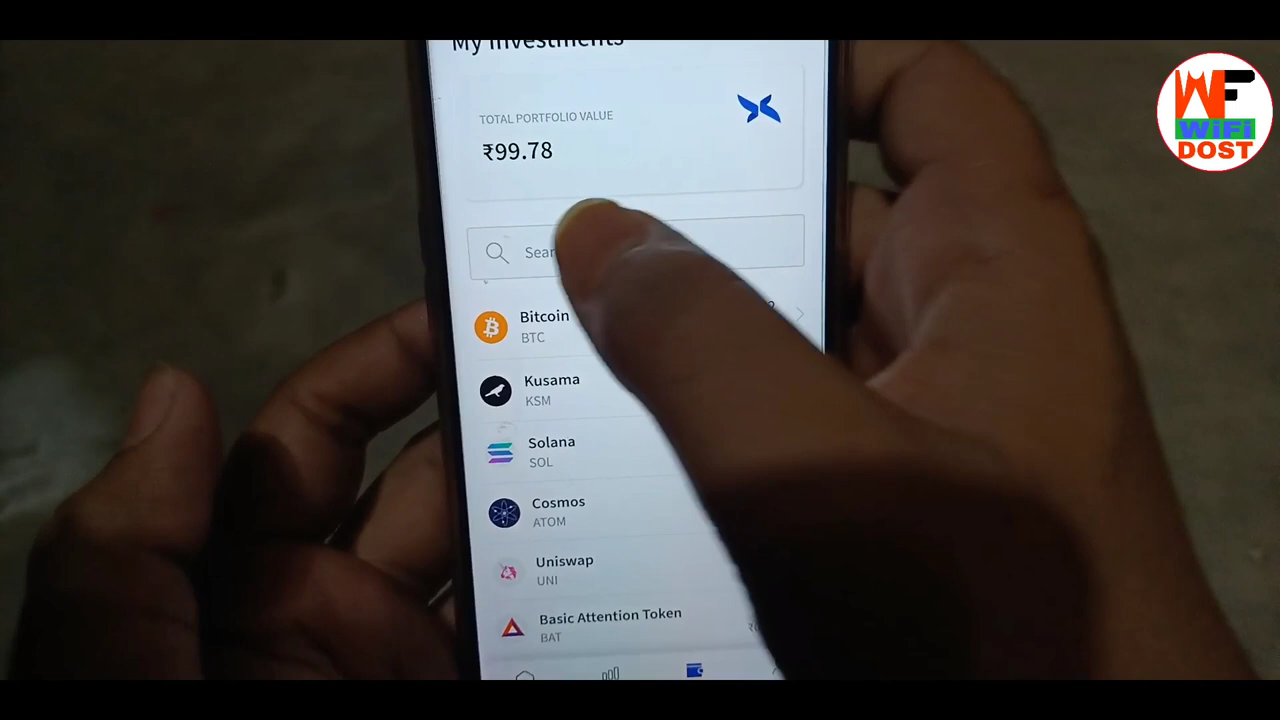 My Investments
TOTAL PORTFOLIO VALUE
₹99.78
Bitcoin
BTC
Kusama
KSM
Solana
SOL
Cosmos
ATOM
Uniswap
UNI
Basic Attention Token
BAT
WF
WiFi
DOST